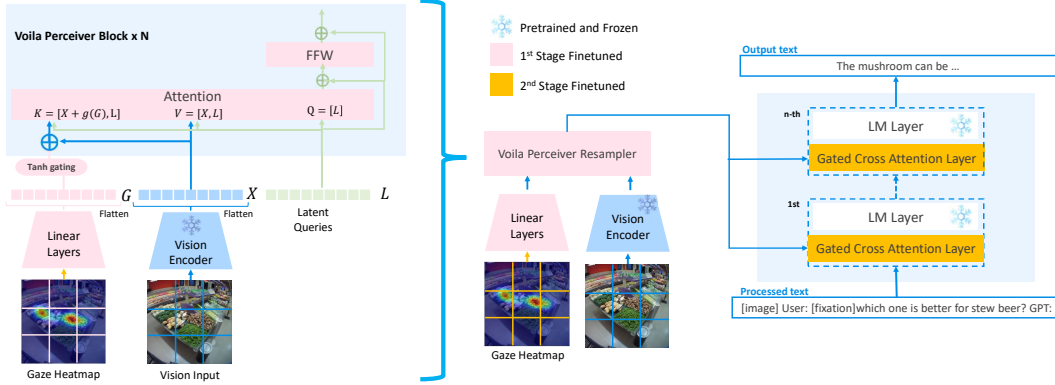 Voila Perceiver Block x N
FFW
Attention
K = [X + g(G), L]
V = [X, L]
Q = [L]
Tanh gating
G
X
L
Flatten
Flatten
Latent
Queries
Linear
Layers
Vision
Encoder
Gaze Heatmap
Vision Input
Pretrained and Frozen
1st Stage Finetuned
2nd Stage Finetuned
Voila Perceiver Resampler
Linear
Layers
Vision
Encoder
Gaze Heatmap
Output text
The mushroom can be ...
n-th
LM Layer
Gated Cross Attention Layer
1st
LM Layer
Gated Cross Attention Layer
Processed text
[image] User: [fixation]which one is better for stew beer? GPT: